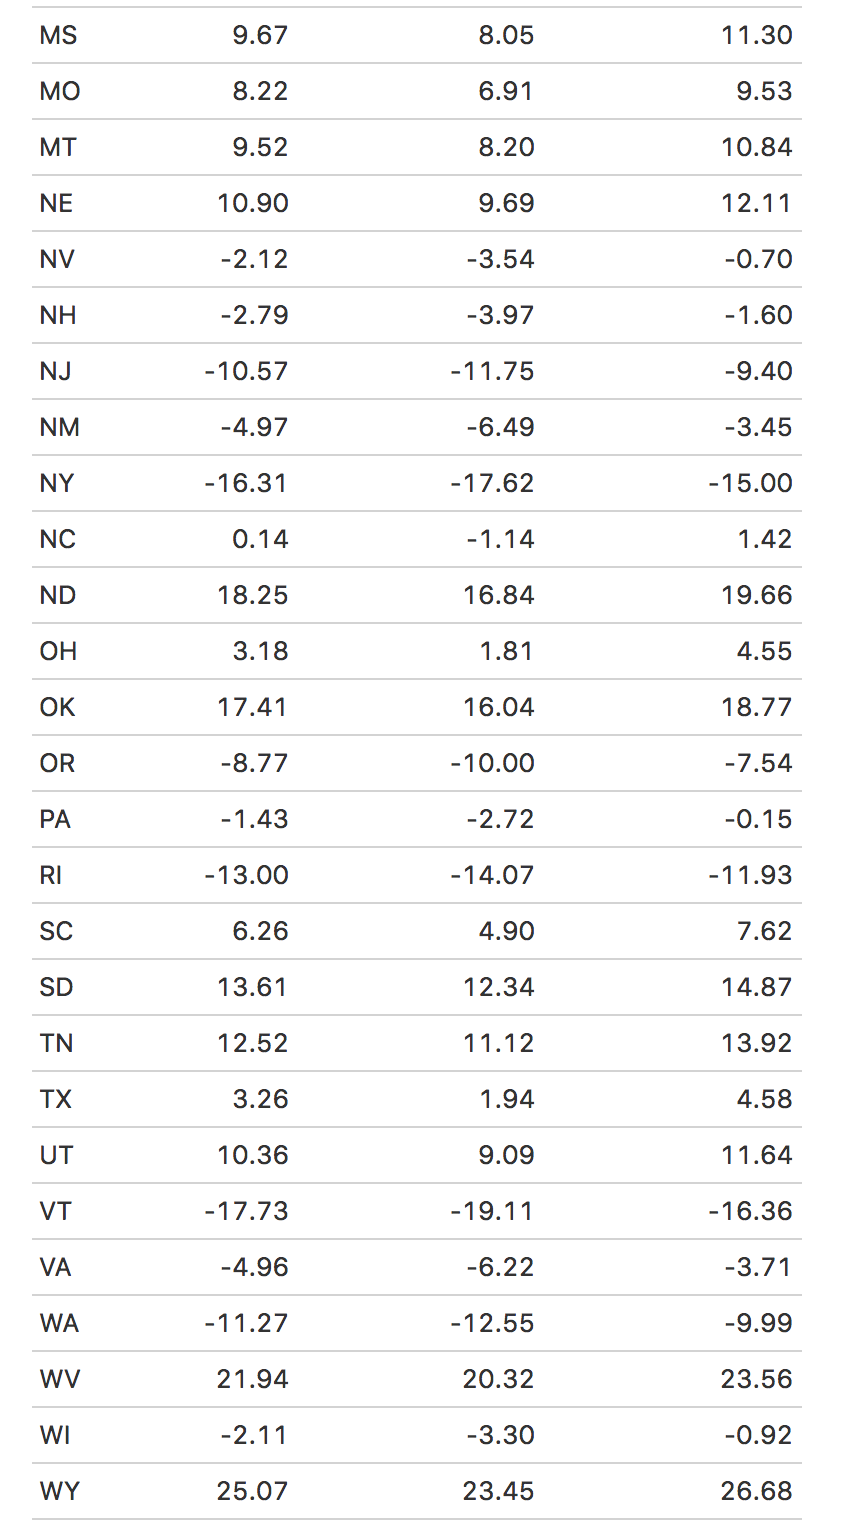 MS 9.67 8.05 11.30
MO 8.22 6.91 9.53
MT 9.52 8.20 10.84
NE 10.90 9.69 12.11
NV -2.12 -3.54 -0.70
NH -2.79 -3.97 -1.60
NJ -10.57 -11.75 -9.40
NM -4.97 -6.49 -3.45
NY -16.31 -17.62 -15.00
NC 0.14 -1.14 1.42
ND 18.25 16.84 19.66
OH 3.18 1.81 4.55
OK 17.41 16.04 18.77
OR -8.77 -10.00 -7.54
PA -1.43 -2.72 -0.15
RI -13.00 -14.07 -11.93
SC 6.26 4.90 7.62
SD 13.61 12.34 14.87
TN 12.52 11.12 13.92
TX 3.26 1.94 4.58
UT 10.36 9.09 11.64
VT -17.73 -19.11 -16.36
VA -4.96 -6.22 -3.71
WA -11.27 -12.55 -9.99
WV 21.94 20.32 23.56
WI -2.11 -3.30 -0.92
WY 25.07 23.45 26.68